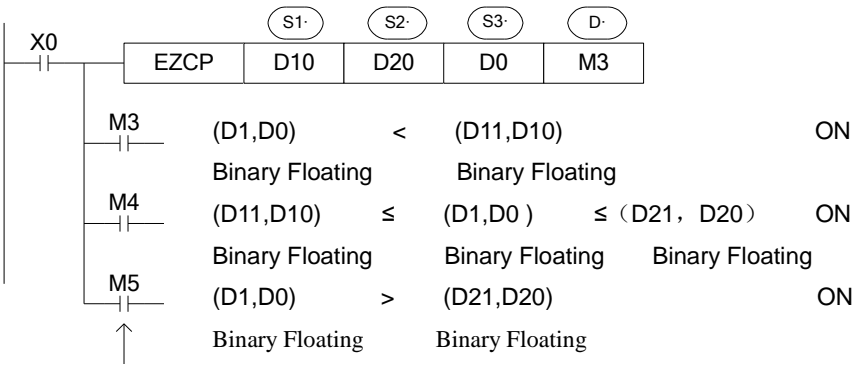 S1· S2· S3· D·
X0
EZCP D10 D20 D0 M3
M3 (D1,D0) < (D11,D10) ON
Binary Floating Binary Floating
M4 (D11,D10) ≤ (D1,D0 ) ≤（D21，D20） ON
Binary Floating Binary Floating Binary Floating
M5 (D1,D0) > (D21,D20) ON
Binary Floating Binary Floating